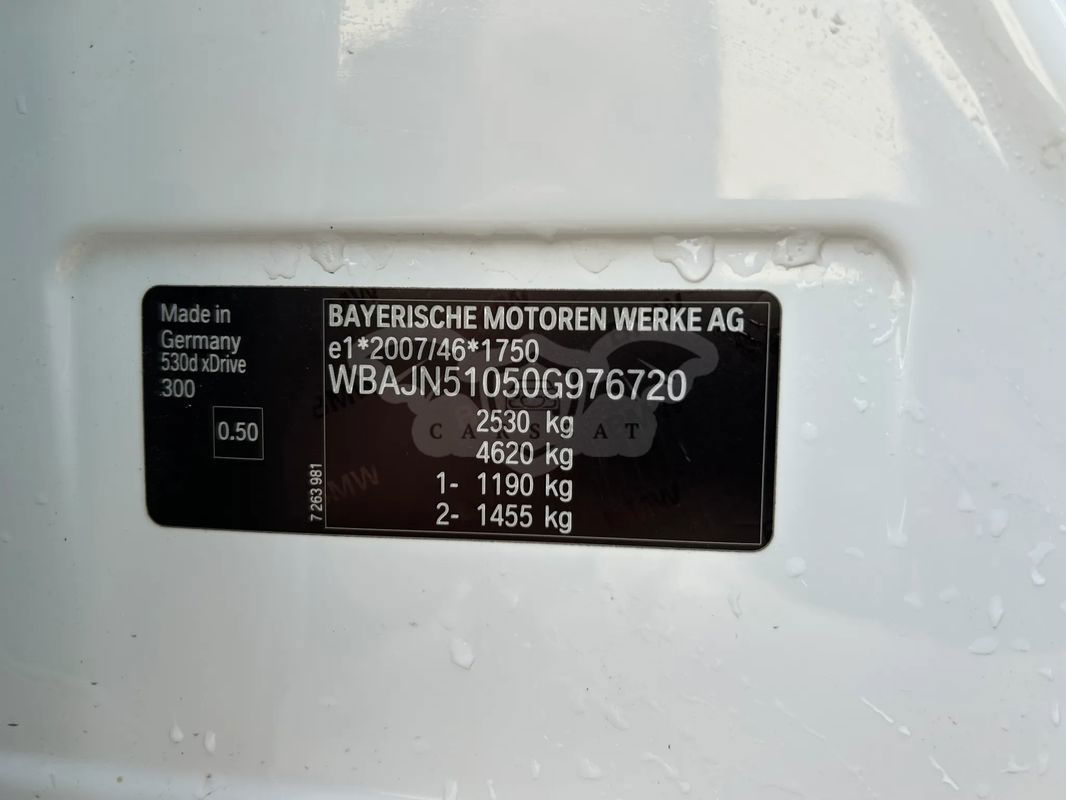 Made in
Germany
530d xDrive
300
0.50
7 263 981
BAYERISCHE MOTOREN WERKE AG
e1*2007/46*1750
WBAJN51050G976720
2530 kg
4620 kg
1- 1190 kg
2- 1455 kg